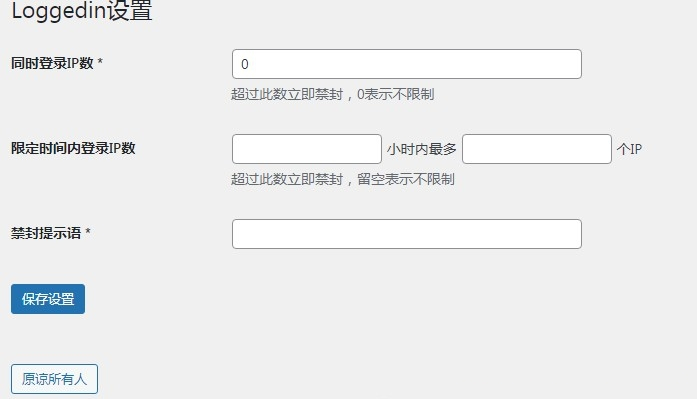 Loggedin设置
同时登录IP数 *
0
超过此数立即禁封，0表示不限制
限定时间内登录IP数
小时内最多 个IP
超过此数立即禁封，留空表示不限制
禁封提示语 *
保存设置
原谅所有人